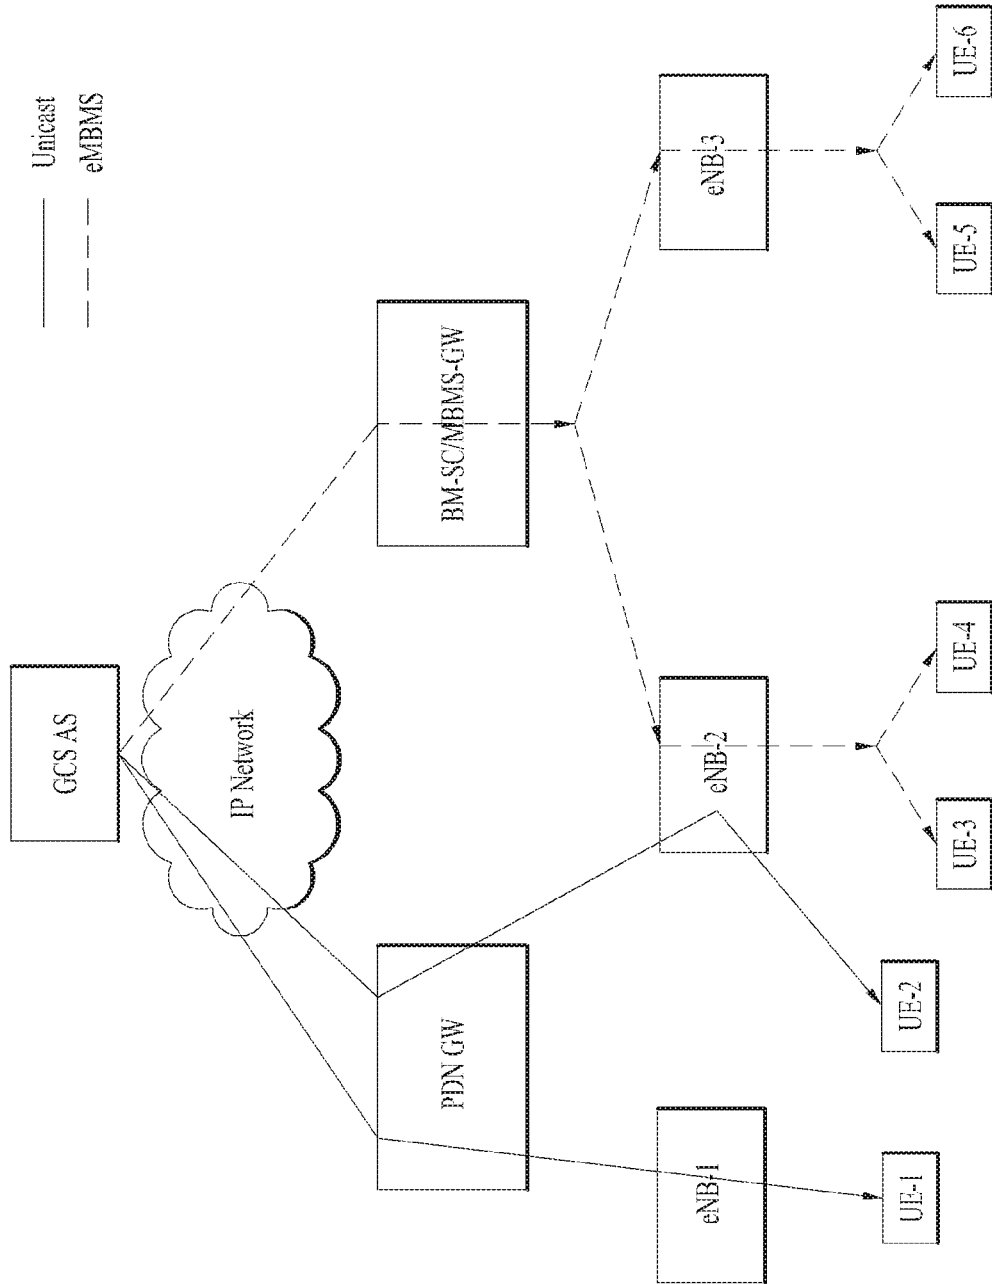 Unicast
eMBMS
GCS AS
IP Network
PDN GW
BM-SC/MBMS-GW
eNB-1
eNB-2
eNB-3
UE-1
UE-2
UE-3
UE-4
UE-5
UE-6